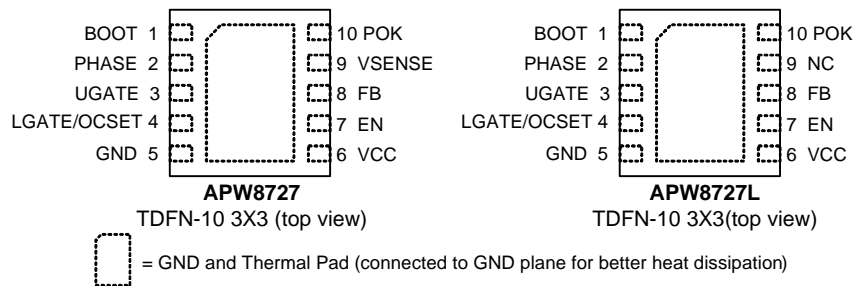 BOOT 1 10 POK BOOT 1 10 POK
PHASE 2 9 VSENSE PHASE 2 9 NC
UGATE 3 8 FB UGATE 3 8 FB
LGATE/OCSET 4 7 EN LGATE/OCSET 4 7 EN
GND 5 6 VCC GND 5 6 VCC
APW8727 APW8727L
TDFN-10 3X3 (top view) TDFN-10 3X3(top view)
= GND and Thermal Pad (connected to GND plane for better heat dissipation)